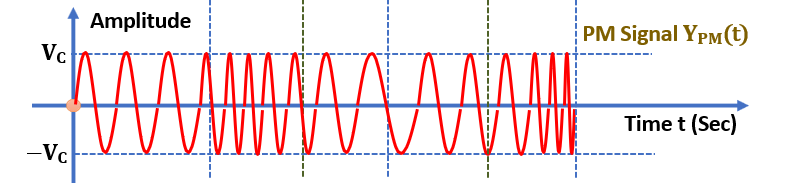 Amplitude
PM Signal Y_PM(t)
V_C
Time t (Sec)
−V_C